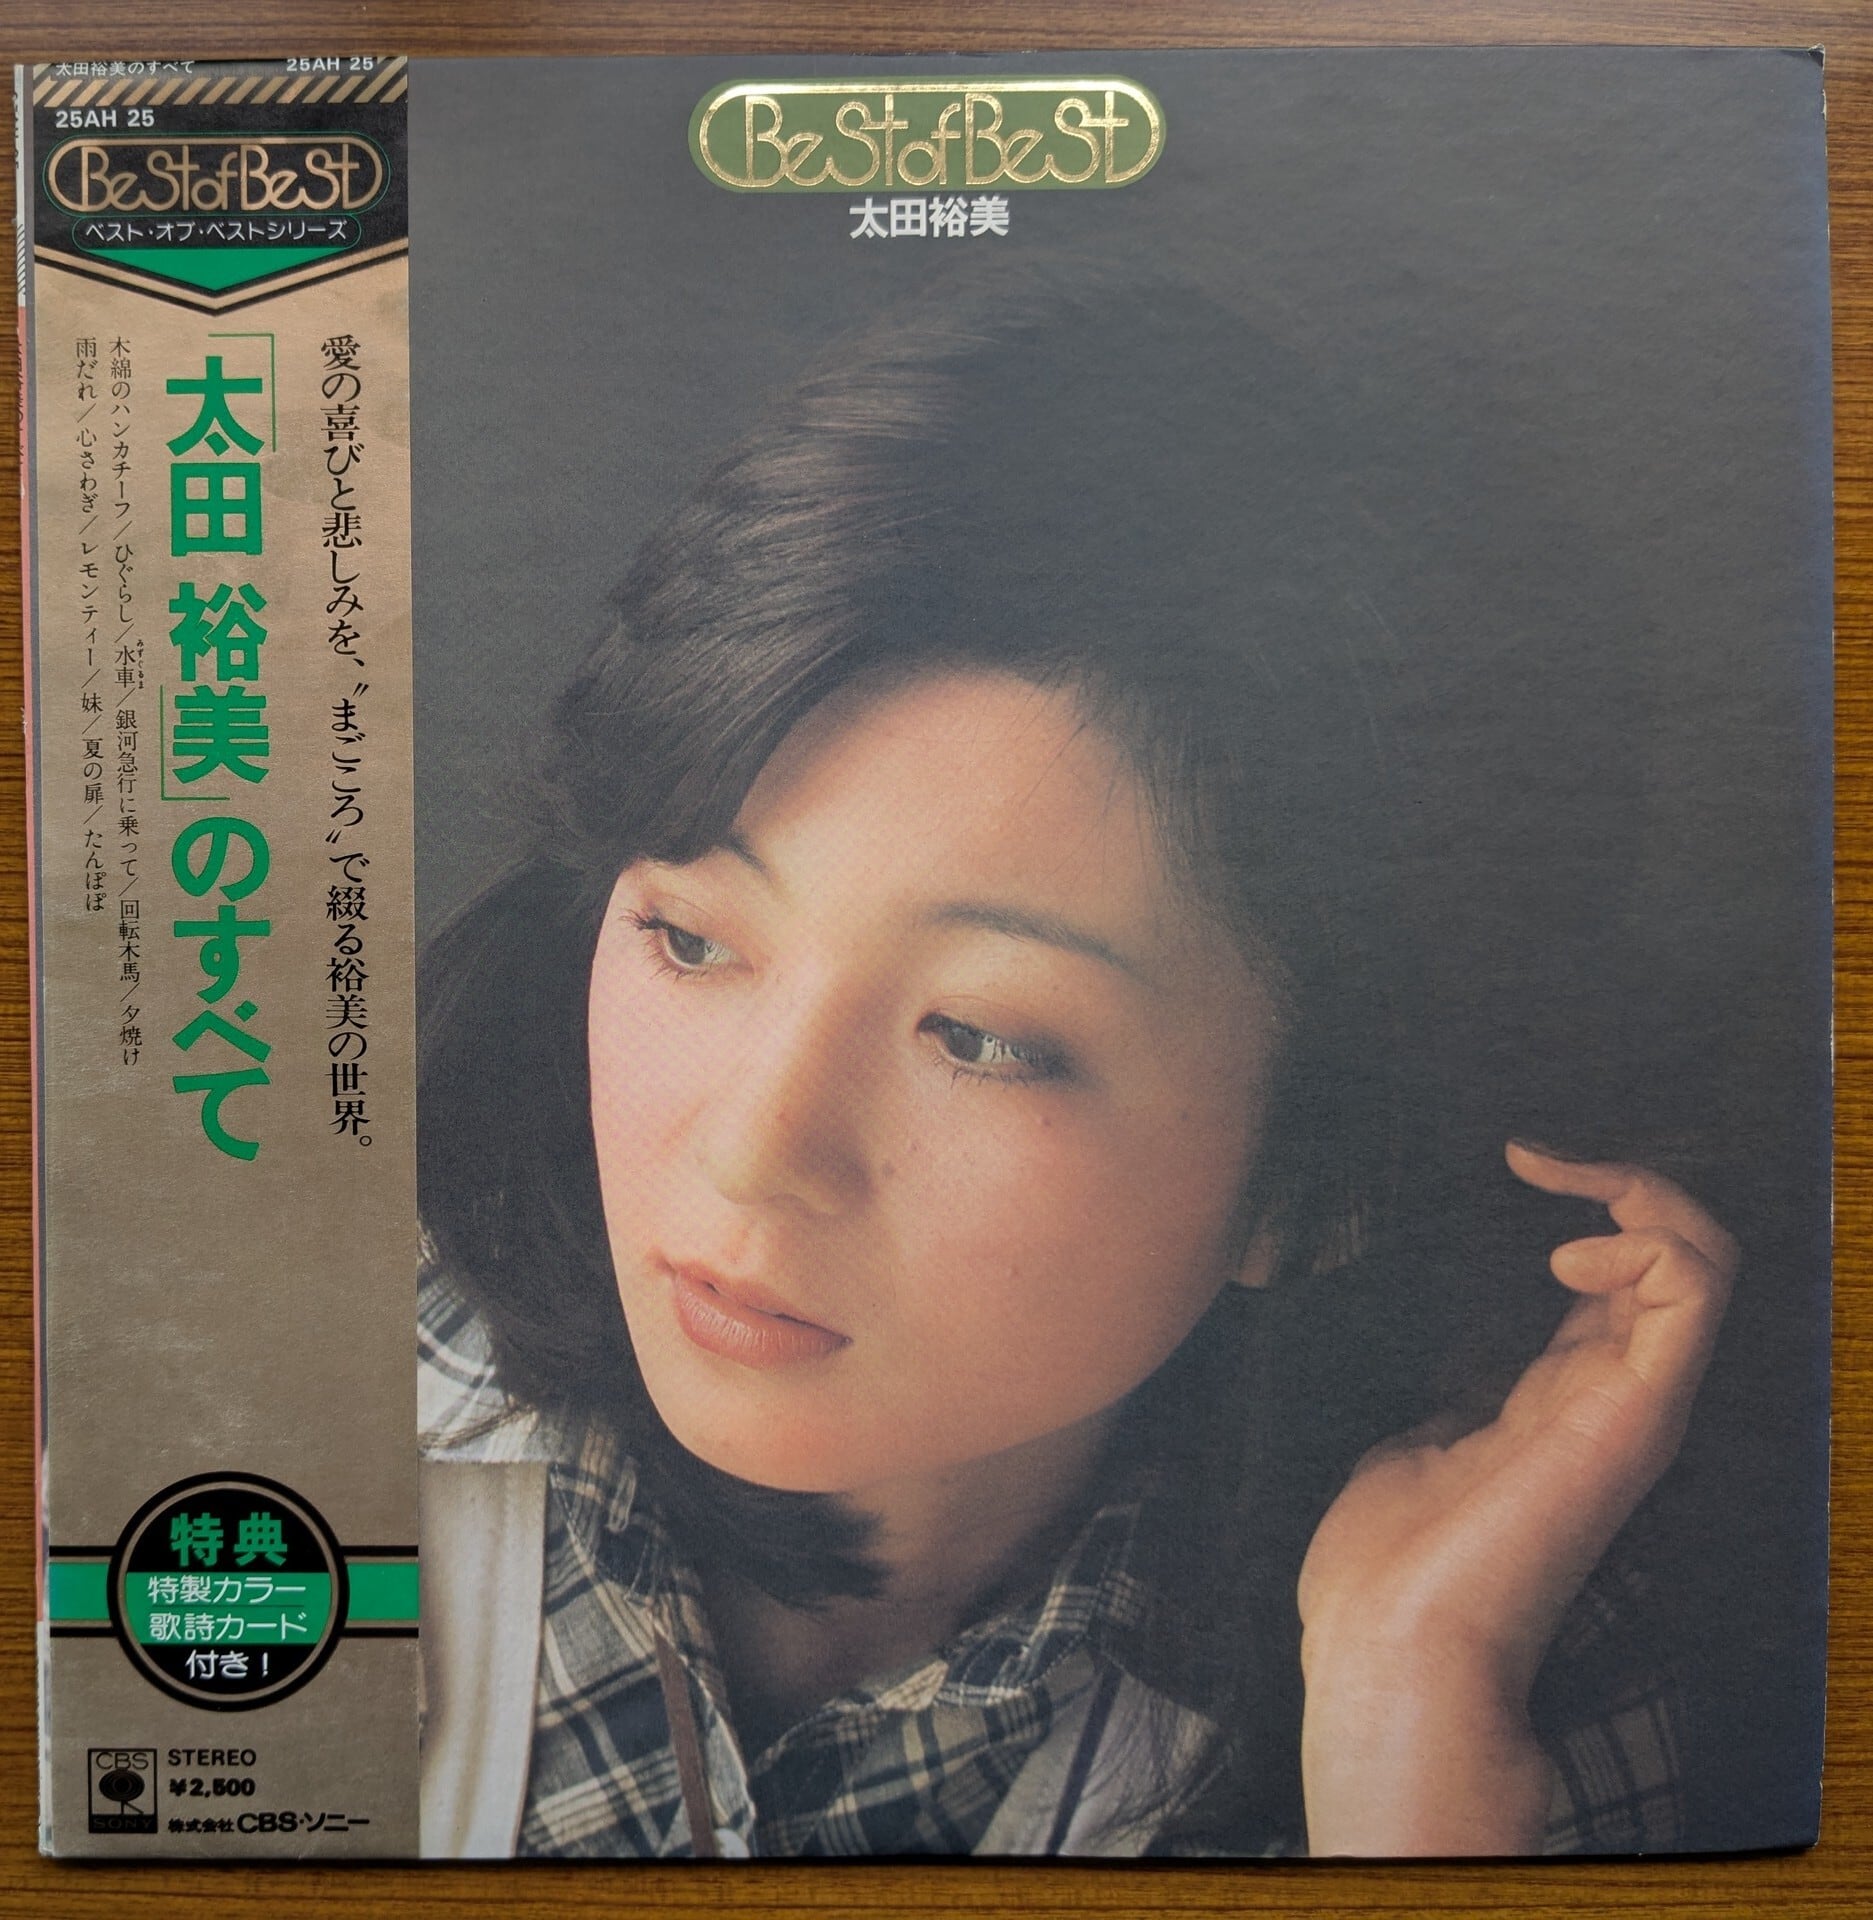 太田裕美のすべて 25AH 25
25AH 25
BeStofBeSt
ベスト・オブ・ベストシリーズ
愛の喜びと悲しみを、〝まごころ〟で綴る裕美の世界。
「太田裕美」のすべて
木綿のハンカチーフ／ひぐらし／水車／銀河急行に乗って／回転木馬／夕焼け
みずぐるま
雨だれ／心さわぎ／レモンティー／妹／夏の扉／たんぽぽ
特典
特製カラー
歌詩カード
付き！
CBS
SONY
STEREO
¥2,500
株式会社CBS・ソニー
BeStofBeSt
太田裕美